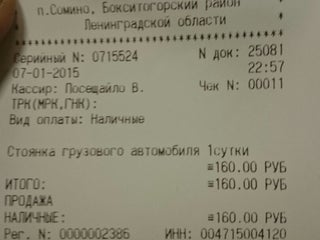 п.Сомино, Бокситогорский район
Ленинградской области
********************************
Серийный N: 0715524 N док: 25081
07-01-2015 22:57
Кассир: Посещайло В. Чек N: 00011
ТРК(МРК,ГНК):
Вид оплаты: Наличные
Стоянка грузового автомобиля 1сутки
=160.00 РУБ
ИТОГО: =160.00 РУБ
ПРОДАЖА
НАЛИЧНЫЕ: =160.00 РУБ
Рег. N: 0000002386 ИНН: 004715004120